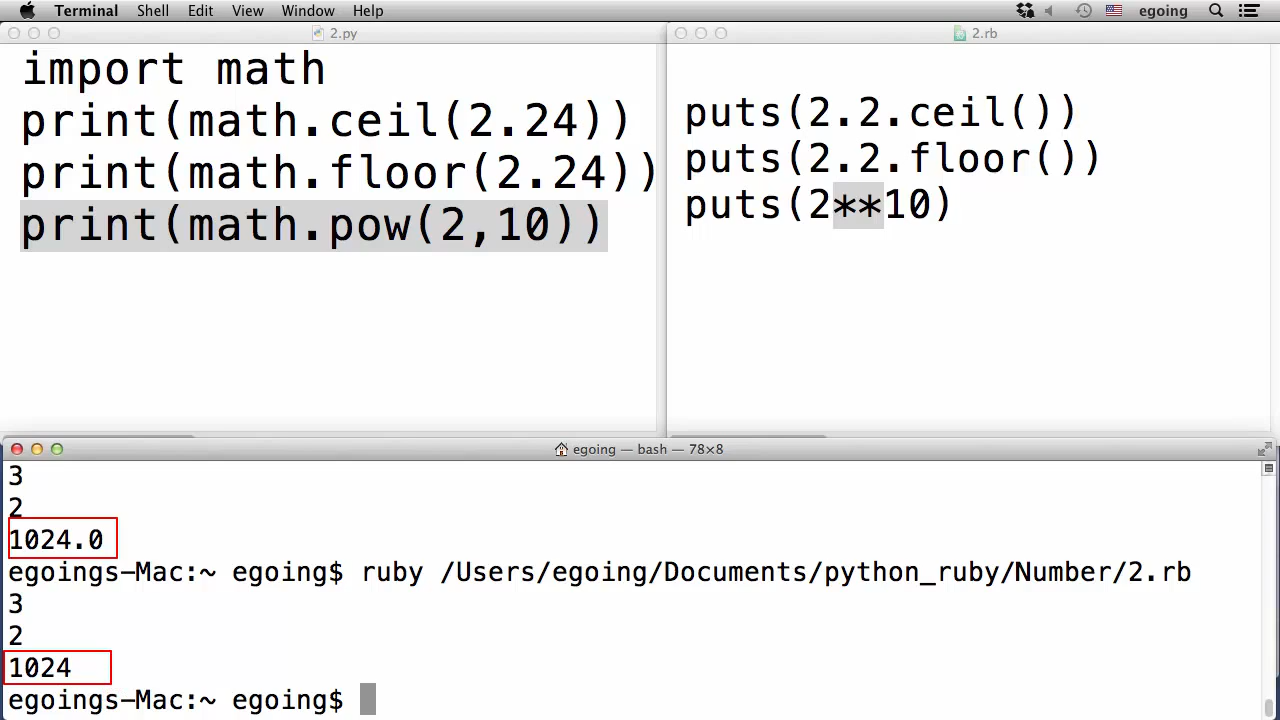 Terminal Shell Edit View Window Help egoing
2.py
import math
print(math.ceil(2.24))
print(math.floor(2.24))
print(math.pow(2,10))
2.rb
puts(2.2.ceil())
puts(2.2.floor())
puts(2**10)
egoing — bash — 78×8
3
2
1024.0
egoings-Mac:~ egoing$ ruby /Users/egoing/Documents/python_ruby/Number/2.rb
3
2
1024
egoings-Mac:~ egoing$